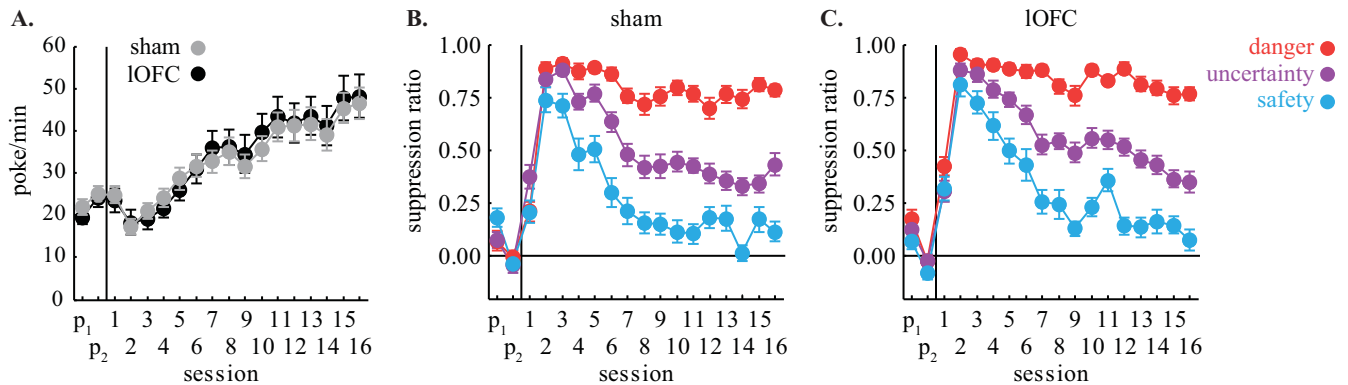 A.
sham
lOFC
poke/min
60
50
40
30
20
10
0
p1 1 3 5 7 9 11 13 15
p2 2 4 6 8 10 12 14 16
session
B.
sham
suppression ratio
1.00
0.75
0.50
0.25
0.00
p1 1 3 5 7 9 11 13 15
p2 2 4 6 8 10 12 14 16
session
C.
lOFC
suppression ratio
1.00
0.75
0.50
0.25
0.00
p1 1 3 5 7 9 11 13 15
p2 2 4 6 8 10 12 14 16
session
danger
uncertainty
safety